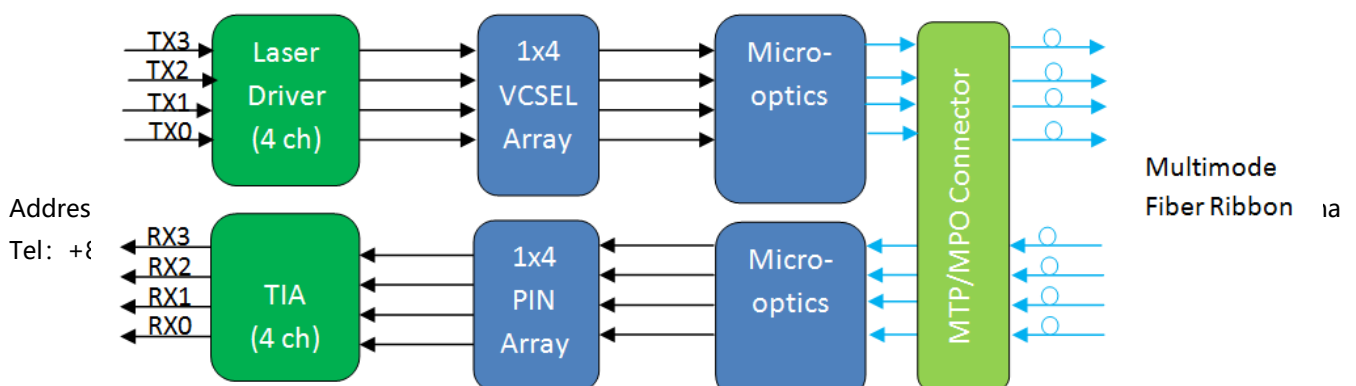 TX3
TX2
TX1
TX0
Laser
Driver
(4 ch)
1x4
VCSEL
Array
Micro-
optics
MTP/MPO Connector
Multimode
Fiber Ribbon
Tel: +8
RX3
RX2
RX1
RX0
TIA
(4 ch)
1x4
PIN
Array
Micro-
optics